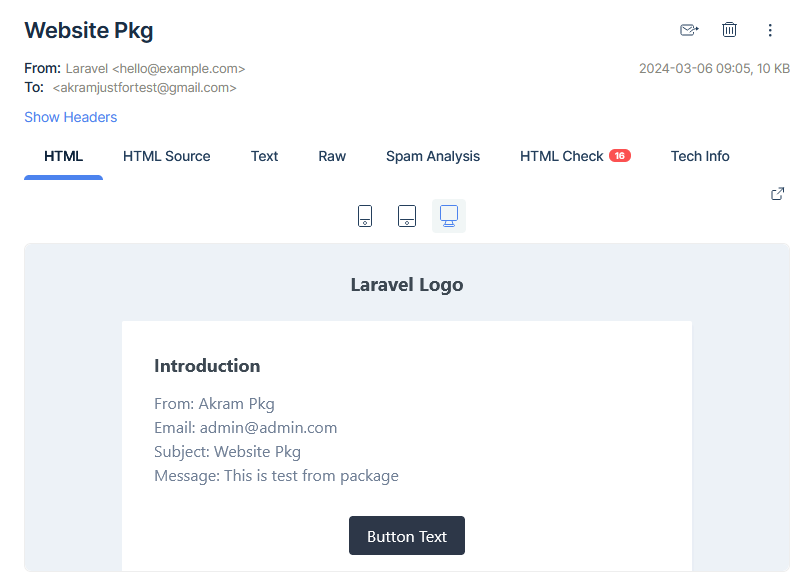 Website Pkg
From: Laravel <hello@example.com>
2024-03-06 09:05, 10 KB
To: <akramjustfortest@gmail.com>
Show Headers
HTML HTML Source Text Raw Spam Analysis HTML Check 16 Tech Info
Laravel Logo
Introduction
From: Akram Pkg
Email: admin@admin.com
Subject: Website Pkg
Message: This is test from package
Button Text